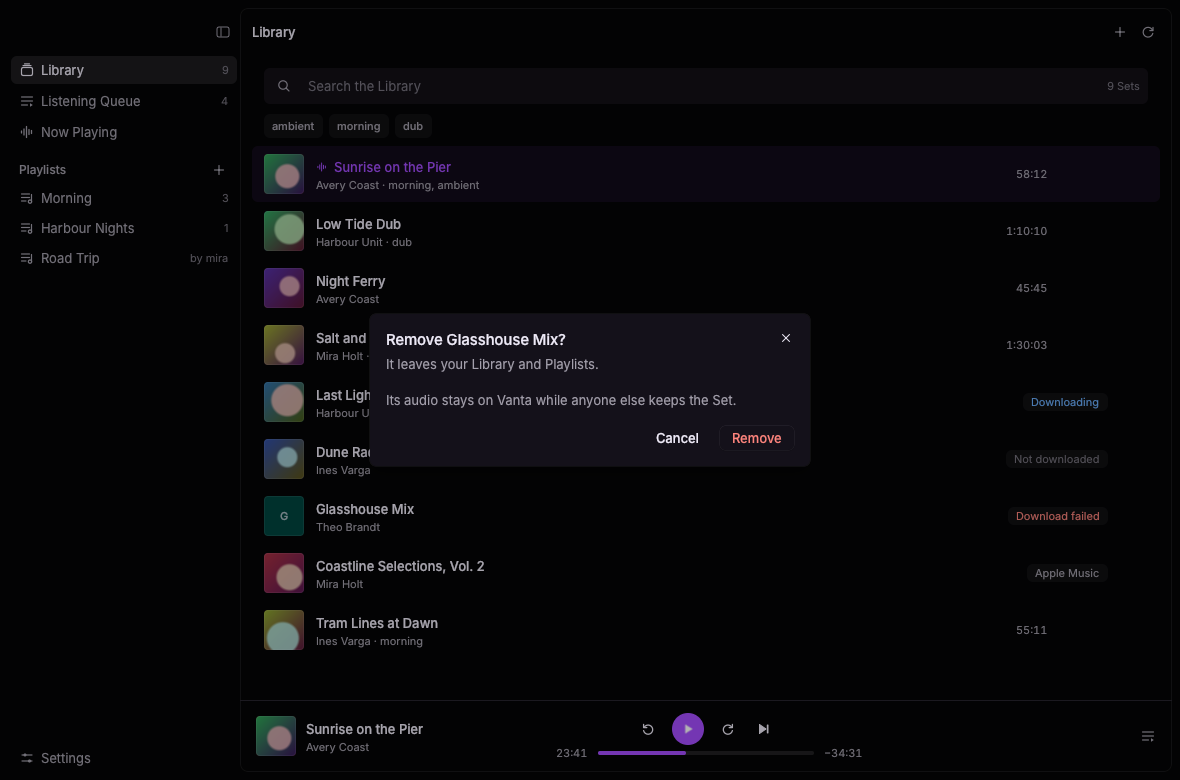 Library
Library 9
Listening Queue 4
Now Playing
Playlists
Morning 3
Harbour Nights 1
Road Trip by mira
Settings
Search the Library 9 Sets
ambient morning dub
Sunrise on the Pier
Avery Coast · morning, ambient
58:12
Low Tide Dub
Harbour Unit · dub
1:10:10
Night Ferry
Avery Coast
45:45
Salt and
Mira Holt ·
1:30:03
Last Ligh
Harbour U
Downloading
Dune Ra
Ines Varga
Not downloaded
G
Glasshouse Mix
Theo Brandt
Download failed
Coastline Selections, Vol. 2
Mira Holt
Apple Music
Tram Lines at Dawn
Ines Varga · morning
55:11
Remove Glasshouse Mix?
It leaves your Library and Playlists.
Its audio stays on Vanta while anyone else keeps the Set.
Cancel Remove
Sunrise on the Pier
Avery Coast
23:41 −34:31